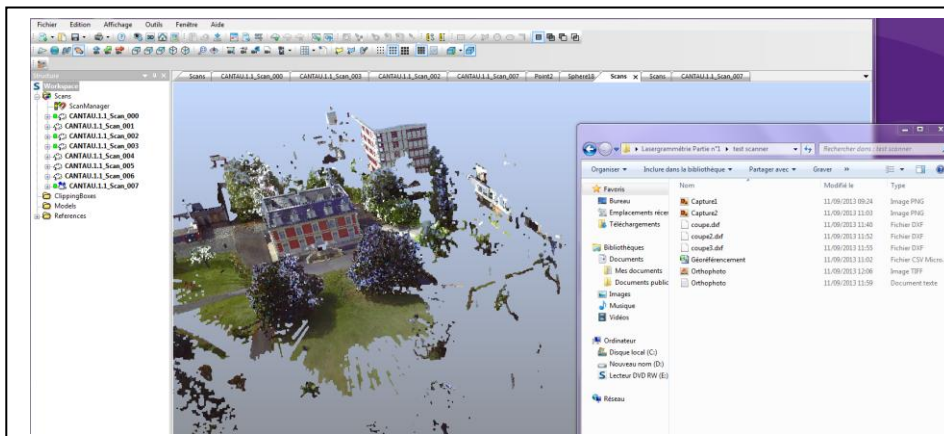 Fichier Edition Affichage Outils Fenêtre Aide
Structure
Scans CANTAU.1.1_Scan_000 CANTAU.1.1_Scan_003 CANTAU.1.1_Scan_002 CANTAU.1.1_Scan_007 Point2 Sphere18 Scans Scans CANTAU.1.1_Scan_007
Workspace
Scans
ScanManager
CANTAU.1.1_Scan_000
CANTAU.1.1_Scan_001
CANTAU.1.1_Scan_002
CANTAU.1.1_Scan_003
CANTAU.1.1_Scan_004
CANTAU.1.1_Scan_005
CANTAU.1.1_Scan_006
CANTAU.1.1_Scan_007
ClippingBoxes
Models
References
Lasergrammétrie Partie n°1 test scanner Rechercher dans : test scanner
Organiser Inclure dans la bibliothèque Partager avec Graver »
Nom Modifié le Type
Favoris
Bureau
Emplacements récer
Téléchargements
Bibliothèques
Documents
Mes documents
Documents public
Images
Musique
Vidéos
Ordinateur
Disque local (C:)
Nouveau nom (D:)
Lecteur DVD RW (E:)
Réseau
Capture1 11/09/2013 09:24 Image PNG
Capture2 11/09/2013 11:03 Image PNG
coupe.dxf 11/09/2013 11:40 Fichier DXF
coupe2.dxf 11/09/2013 11:52 Fichier DXF
coupe3.dxf 11/09/2013 11:55 Fichier DXF
Géoréférencement 11/09/2013 11:02 Fichier CSV Micro.
Orthophoto 11/09/2013 12:08 Image TIFF
Orthophoto 11/09/2013 11:59 Document texte